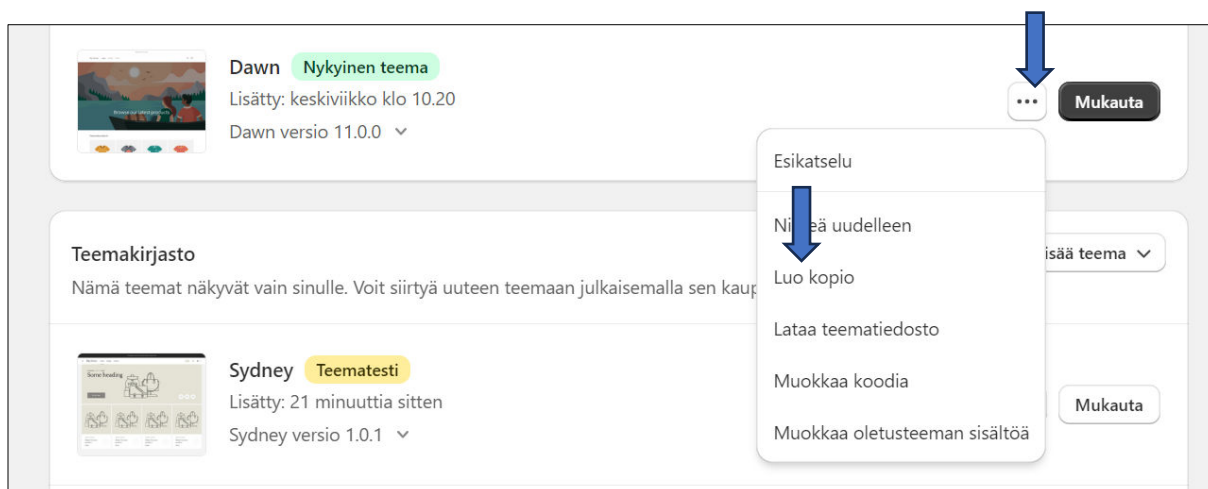 Dawn Nykyinen teema
Lisätty: keskiviikko klo 10.20
Dawn versio 11.0.0
Mukauta
Esikatselu
uudelleen
Luo kopio
Lataa teematiedosto
Muokkaa koodia
Muokkaa oletusteeman sisältöä
Teemakirjasto
teema
Nämä teemat näkyvät vain sinulle. Voit siirtyä uuteen teemaan julkaisemalla sen
Some heading
Sydney Teematesti
Lisätty: 21 minuuttia sitten
Sydney versio 1.0.1
Mukauta